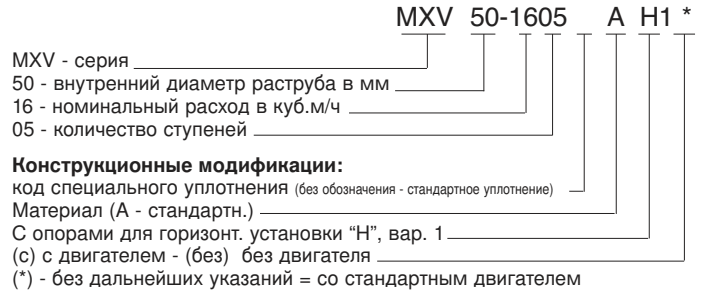 MXV 50-1605 A H1 *
MXV - серия
50 - внутренний диаметр раструба в мм
16 - номинальный расход в куб.м/ч
05 - количество ступеней
Конструкционные модификации:
код специального уплотнения (без обозначения - стандартное уплотнение)
Материал (А - стандартн.)
С опорами для горизонт. установки “Н”, вар. 1
(с) с двигателем - (без) без двигателя
(*) - без дальнейших указаний = со стандартным двигателем